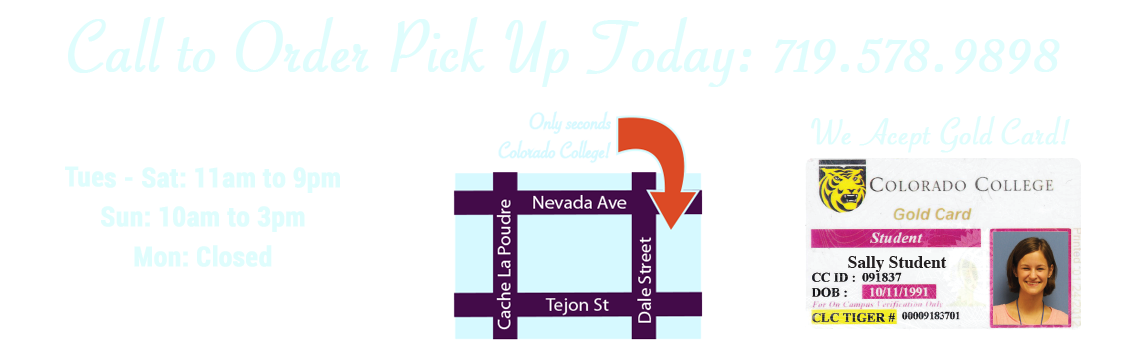 Call to Order Pick Up Today: 719.578.9898
Tues - Sat: 11am to 9pm
Sun: 10am to 3pm
Mon: Closed
Only seconds
Colorado College!
Nevada Ave
Cache La Poudre
Dale Street
Tejon St
We Acept Gold Card!
COLORADO COLLEGE
Gold Card
Student
Sally Student
CC ID : 091837
DOB : 10/11/1991
For On Campus Verification Only
CLC TIGER # 00009183701